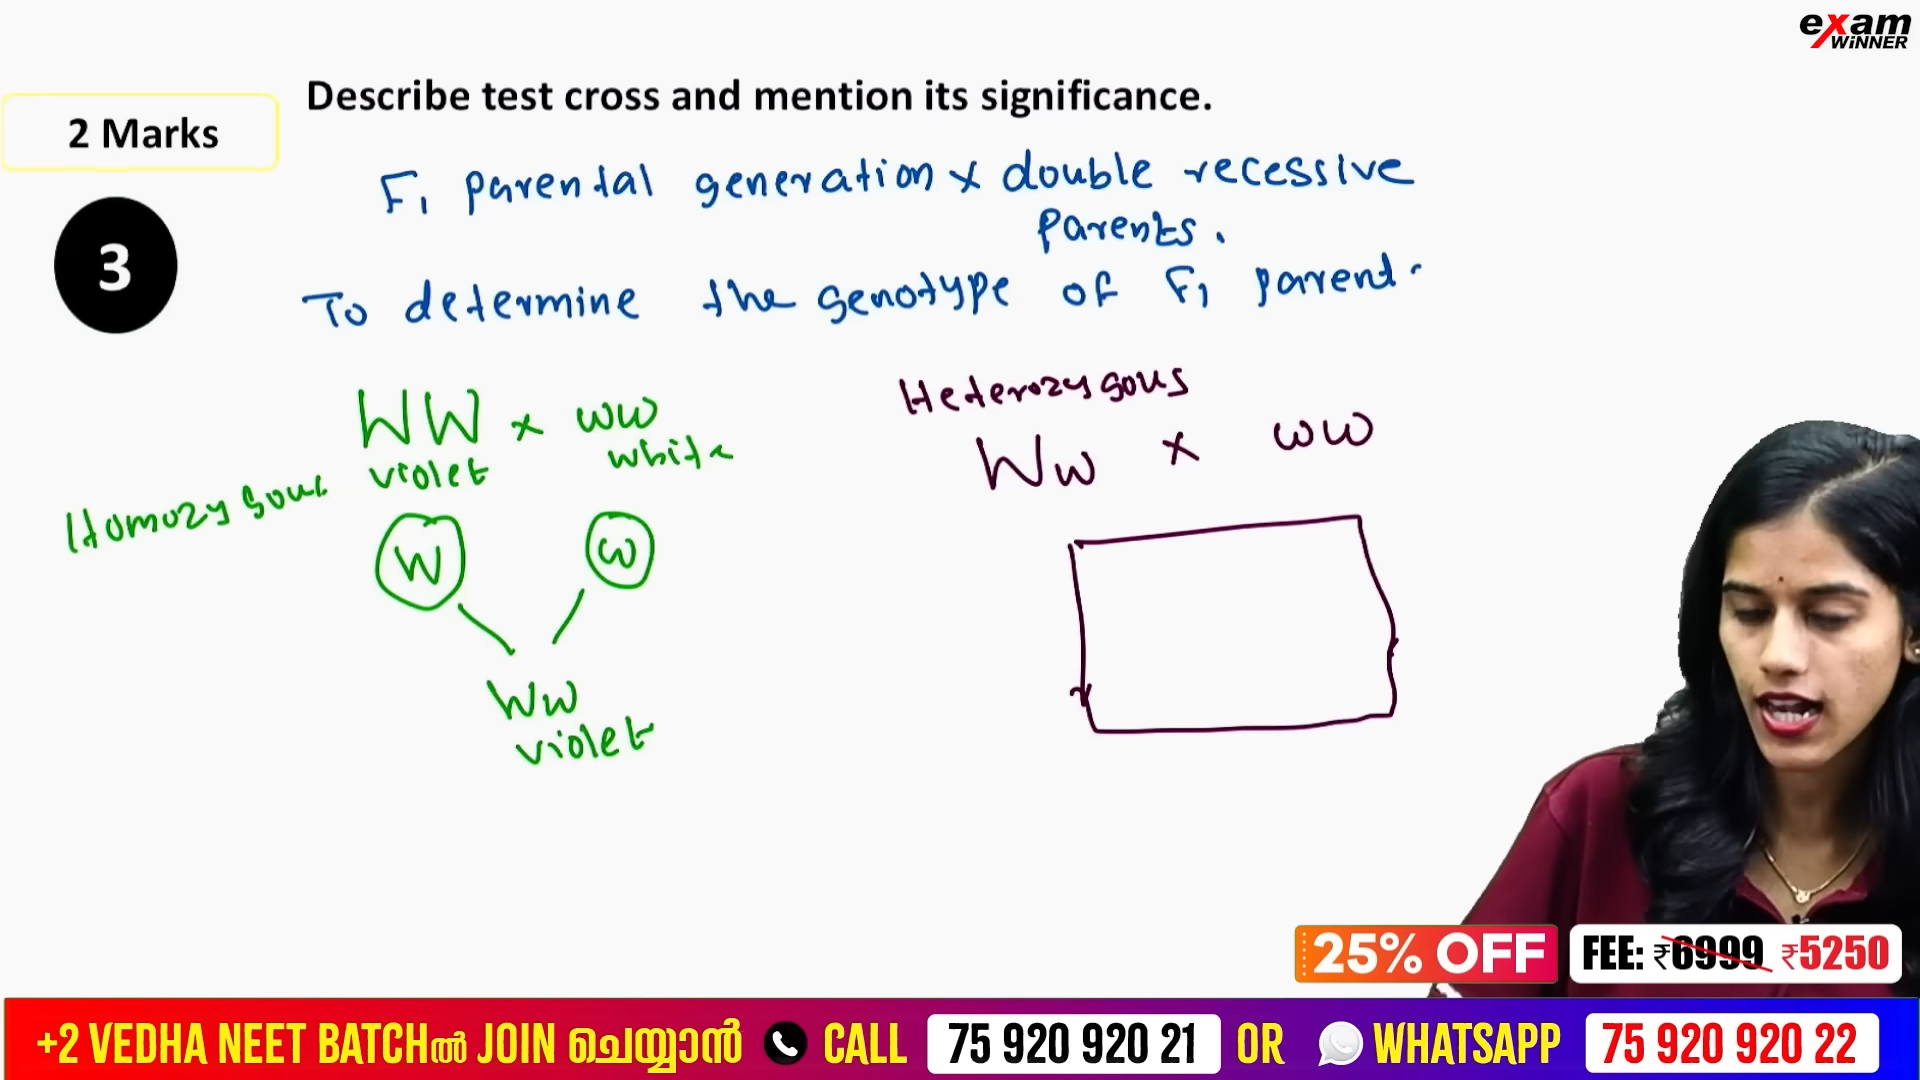 exam
WiNNER
Describe test cross and mention its significance.
2 Marks
F1 parental generation x double recessive
parents.
3
To determine the genotype of F1 parent.
Heterozygous
WW x ww
violet white
Ww x ww
Homozygous
W w
Ww
violet
25% OFF FEE: ₹6999 ₹5250
+2 VEDHA NEET BATCHൽ JOIN ചെയ്യാൻ CALL 75 920 920 21 OR WHATSAPP 75 920 920 22